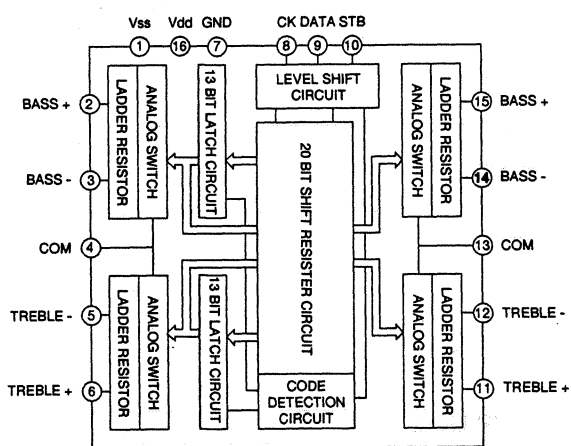 Vss Vdd GND CK DATA STB
1 16 7 8 9 10
LEVEL SHIFT
CIRCUIT
BASS + 2
LADDER RESISTOR
ANALOG SWITCH
13 BIT LATCH CIRCUIT
20 BIT SHIFT RESISTER CIRCUIT
ANALOG SWITCH
LADDER RESISTOR
15 BASS +
BASS - 3
14 BASS -
COM 4
13 COM
TREBLE - 5
LADDER RESISTOR
ANALOG SWITCH
13 BIT LATCH CIRCUIT
ANALOG SWITCH
LADDER RESISTOR
12 TREBLE -
TREBLE + 6
CODE
DETECTION
CIRCUIT
11 TREBLE +